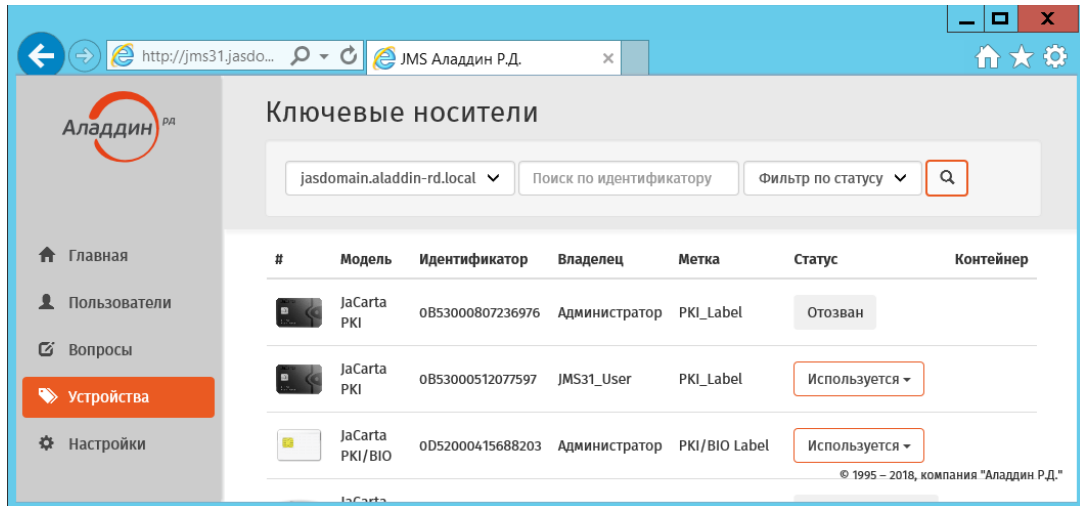 X
http://jms31.jasdo...
JMS Аладдин Р.Д.
Аладдин РД
Ключевые носители
jasdomain.aladdin-rd.local
Поиск по идентификатору
Фильтр по статусу
Главная
Пользователи
Вопросы
Устройства
Настройки
# Модель Идентификатор Владелец Метка Статус Контейнер
JaCarta
PKI
0B53000807236976 Администратор PKI_Label Отозван
JaCarta
PKI
0B53000512077597 JMS31_User PKI_Label Используется
JaCarta
PKI/BIO
0D52000415688203 Администратор PKI/BIO Label Используется
© 1995 – 2018, компания "Аладдин Р.Д."
JaCarta